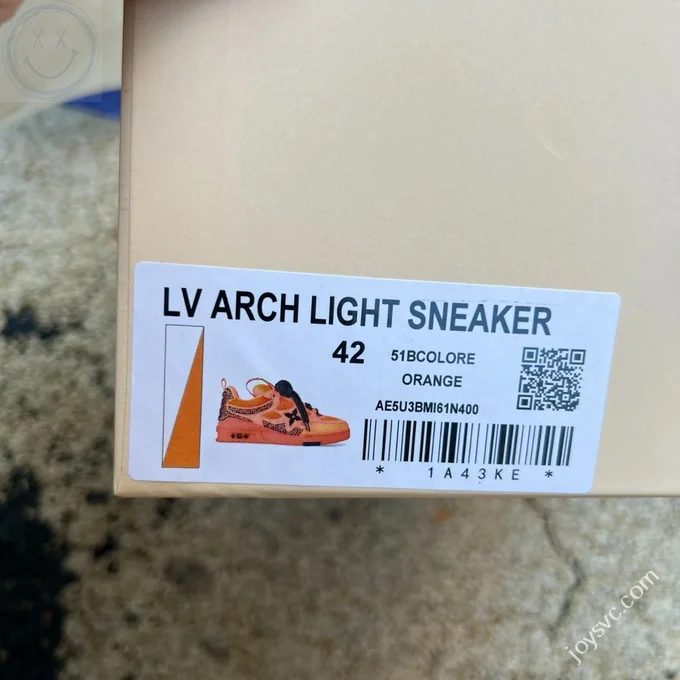 LV ARCH LIGHT SNEAKER
42
51BCOLORE
ORANGE
AE5U3BMI61N400
* 1A43KE *
joysvc.com